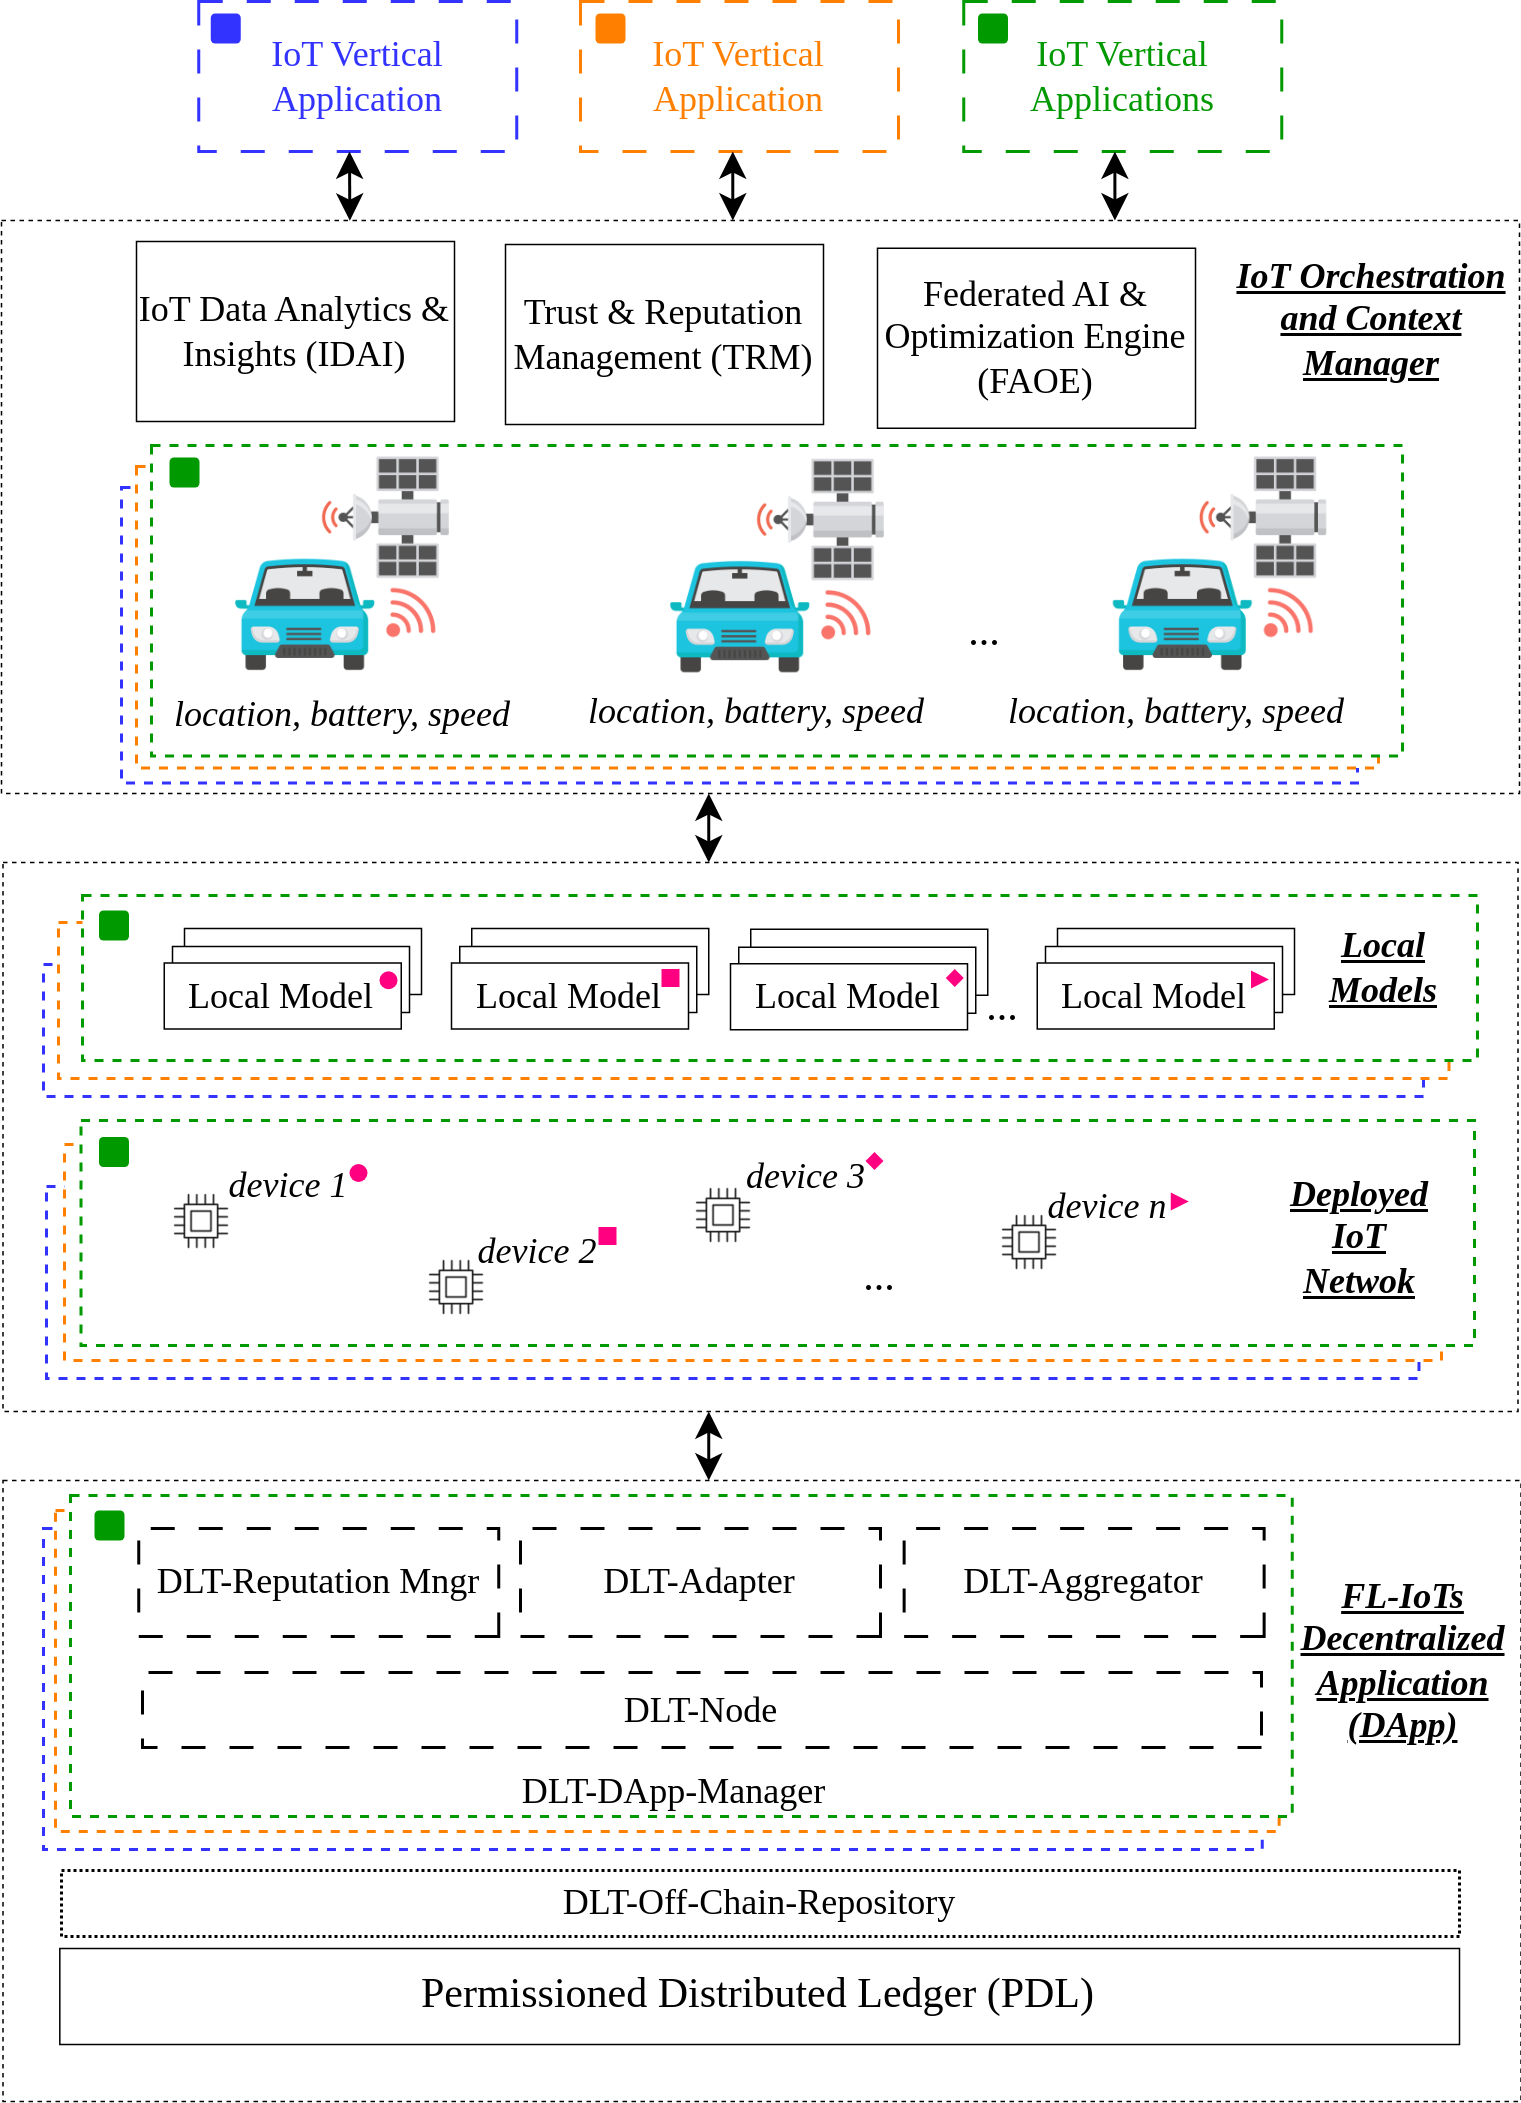 IoT Vertical
Application
IoT Vertical
Application
IoT Vertical
Applications
IoT Data Analytics &
Insights (IDAI)
Trust & Reputation
Management (TRM)
Federated AI &
Optimization Engine
(FAOE)
IoT Orchestration
and Context
Manager
...
location, battery, speed
location, battery, speed
location, battery, speed
Local Model
Local Model
Local Model
...
Local Model
Local
Models
device 1
device 2
device 3
...
device n
Deployed
IoT
Netwok
DLT-Reputation Mngr
DLT-Adapter
DLT-Aggregator
DLT-Node
DLT-DApp-Manager
FL-IoTs
Decentralized
Application
(DApp)
DLT-Off-Chain-Repository
Permissioned Distributed Ledger (PDL)